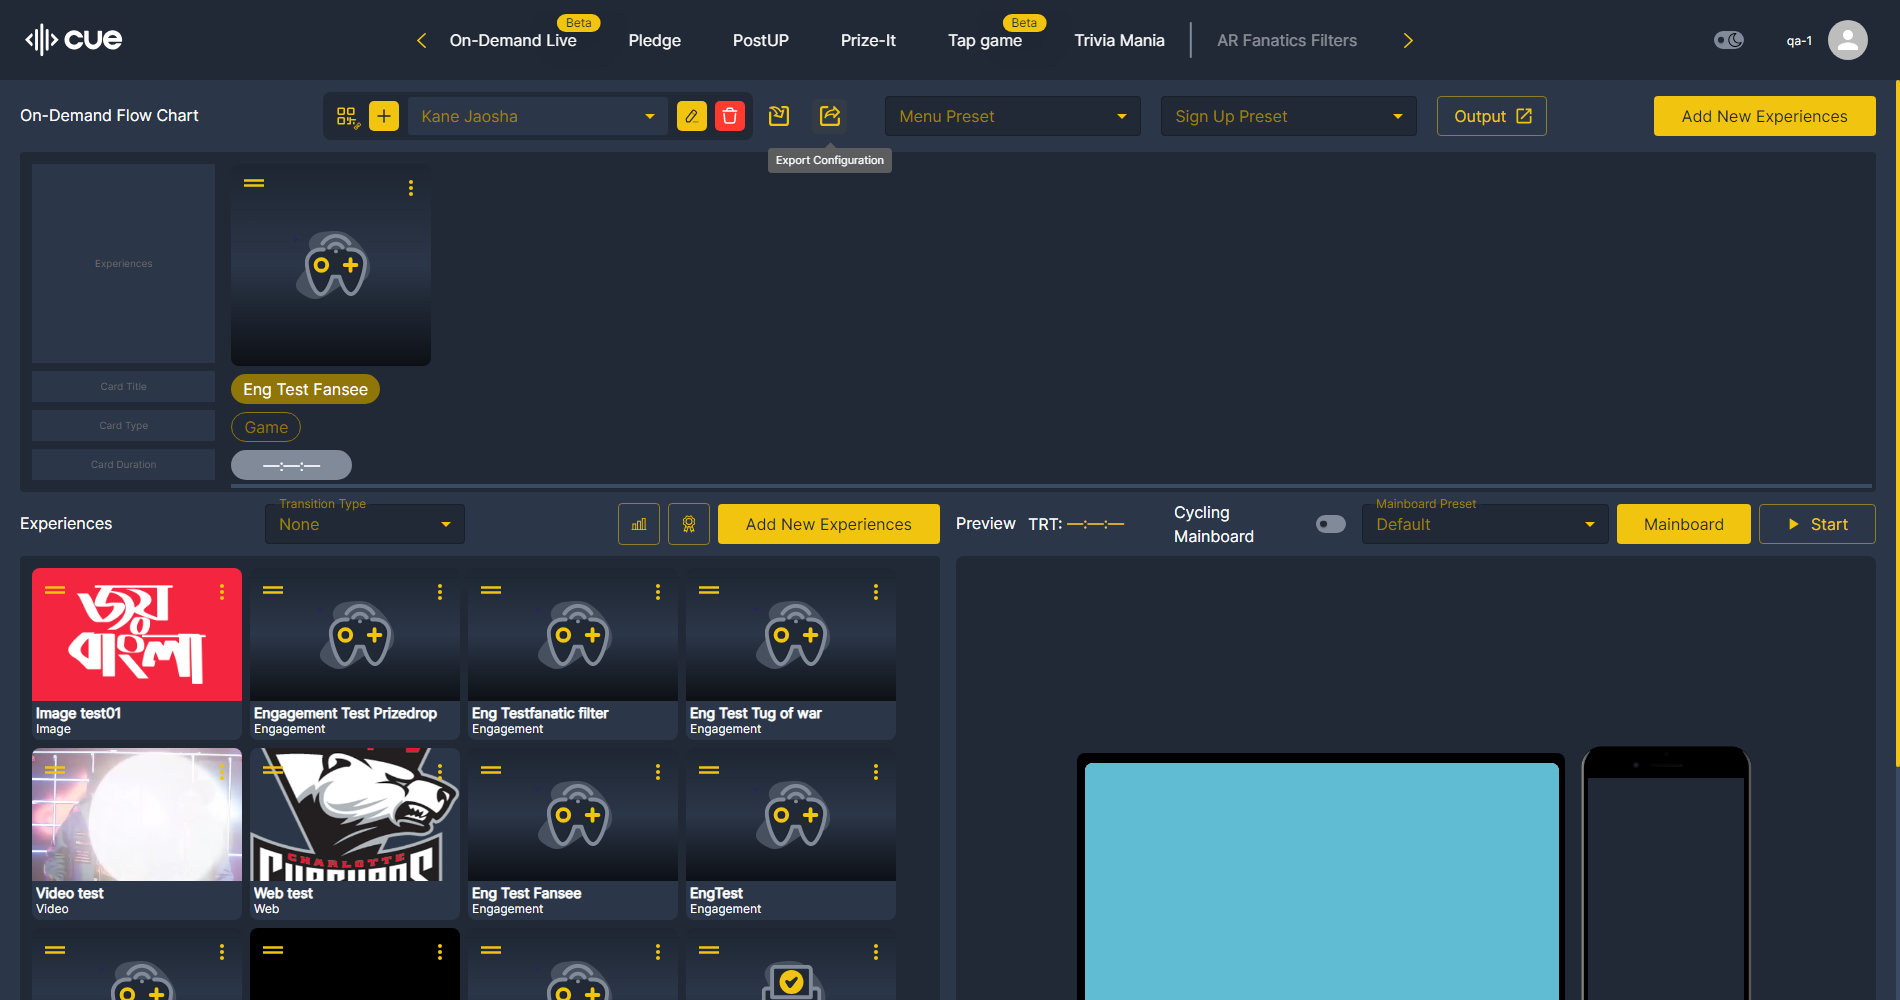 cue
On-Demand Live
Beta
Pledge
PostUP
Prize-It
Tap game
Beta
Trivia Mania
AR Fanatics Filters
qa-1
On-Demand Flow Chart
Kane Jaosha
Menu Preset
Sign Up Preset
Output
Add New Experiences
Export Configuration
Experiences
Card Title
Eng Test Fansee
Card Type
Game
Card Duration
—:—:—
Experiences
Transition Type
None
Add New Experiences
Preview
TRT: —:—:—
Cycling
Mainboard
Mainboard Preset
Default
Mainboard
Start
জয়
বাংলা
Image test01
Image
Engagement Test Prizedrop
Engagement
Eng Testfanatic filter
Engagement
Eng Test Tug of war
Engagement
Video test
Video
CHARLOTTE
Web test
Web
Eng Test Fansee
Engagement
EngTest
Engagement